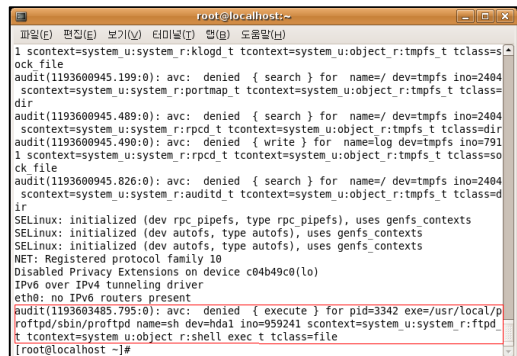 root@localhost:~
파일(F) 편집(E) 보기(V) 터미널(T) 탭(B) 도움말(H)
1 scontext=system_u:system_r:klogd_t tcontext=system_u:object_r:tmpfs_t tclass=s
ock_file
audit(1193600945.199:0): avc:  denied  { search } for  name=/ dev=tmpfs ino=2404
 scontext=system_u:system_r:portmap_t tcontext=system_u:object_r:tmpfs_t tclass=
dir
audit(1193600945.489:0): avc:  denied  { search } for  name=/ dev=tmpfs ino=2404
 scontext=system_u:system_r:rpcd_t tcontext=system_u:object_r:tmpfs_t tclass=dir
audit(1193600945.490:0): avc:  denied  { write } for  name=log dev=tmpfs ino=791
1 scontext=system_u:system_r:rpcd_t tcontext=system_u:object_r:tmpfs_t tclass=so
ck_file
audit(1193600945.826:0): avc:  denied  { search } for  name=/ dev=tmpfs ino=2404
 scontext=system_u:system_r:auditd_t tcontext=system_u:object_r:tmpfs_t tclass=d
ir
SELinux: initialized (dev rpc_pipefs, type rpc_pipefs), uses genfs_contexts
SELinux: initialized (dev autofs, type autofs), uses genfs_contexts
SELinux: initialized (dev autofs, type autofs), uses genfs_contexts
NET: Registered protocol family 10
Disabled Privacy Extensions on device c04b49c0(lo)
IPv6 over IPv4 tunneling driver
eth0: no IPv6 routers present
audit(1193603485.795:0): avc:  denied  { execute } for  pid=3342 exe=/usr/local/p
roftpd/sbin/proftpd name=sh dev=hda1 ino=959241 scontext=system_u:system_r:ftpd_
t tcontext=system_u:object_r:shell_exec_t tclass=file
[root@localhost ~]#